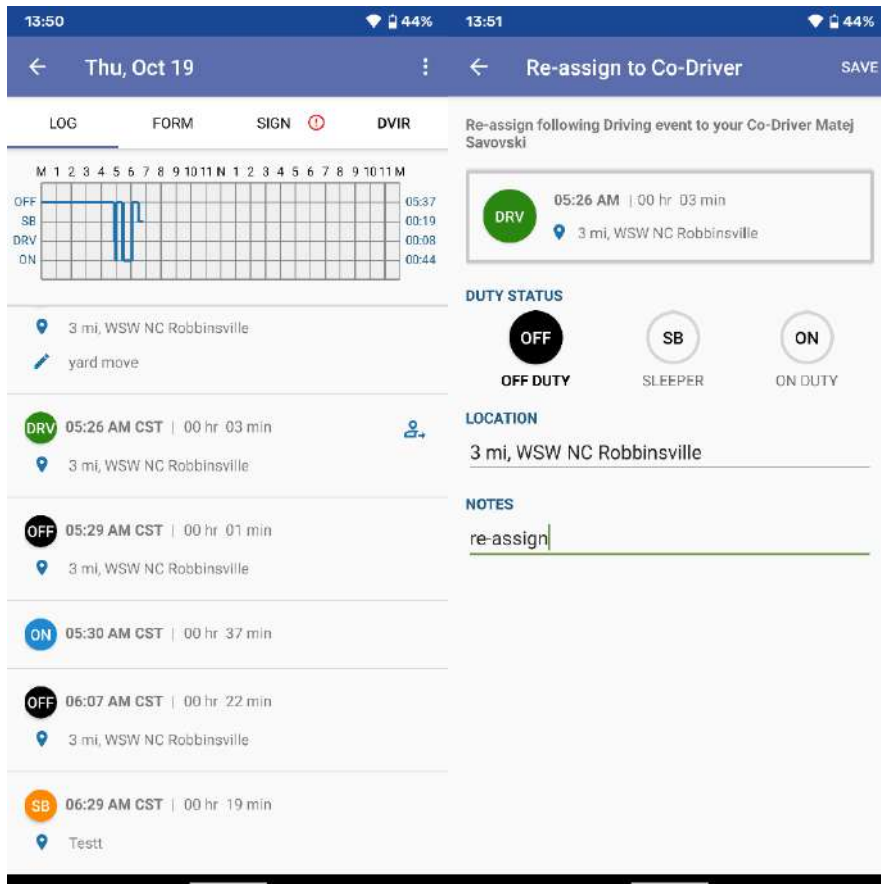 13:50
44%
Thu, Oct 19
LOG FORM SIGN DVIR
M 1 2 3 4 5 6 7 8 9 10 11 N 1 2 3 4 5 6 7 8 9 10 11 M
OFF 05:37
SB 00:19
DRV 00:08
ON 00:44
3 mi, WSW NC Robbinsville
yard move
DRV 05:26 AM CST | 00 hr 03 min
3 mi, WSW NC Robbinsville
OFF 05:29 AM CST | 00 hr 01 min
3 mi, WSW NC Robbinsville
ON 05:30 AM CST | 00 hr 37 min
OFF 06:07 AM CST | 00 hr 22 min
3 mi, WSW NC Robbinsville
SB 06:29 AM CST | 00 hr 19 min
Testt
13:51
44%
Re-assign to Co-Driver SAVE
Re-assign following Driving event to your Co-Driver Matej
Savovski
DRV 05:26 AM | 00 hr 03 min
3 mi, WSW NC Robbinsville
DUTY STATUS
OFF SB ON
OFF DUTY SLEEPER ON DUTY
LOCATION
3 mi, WSW NC Robbinsville
NOTES
re-assign